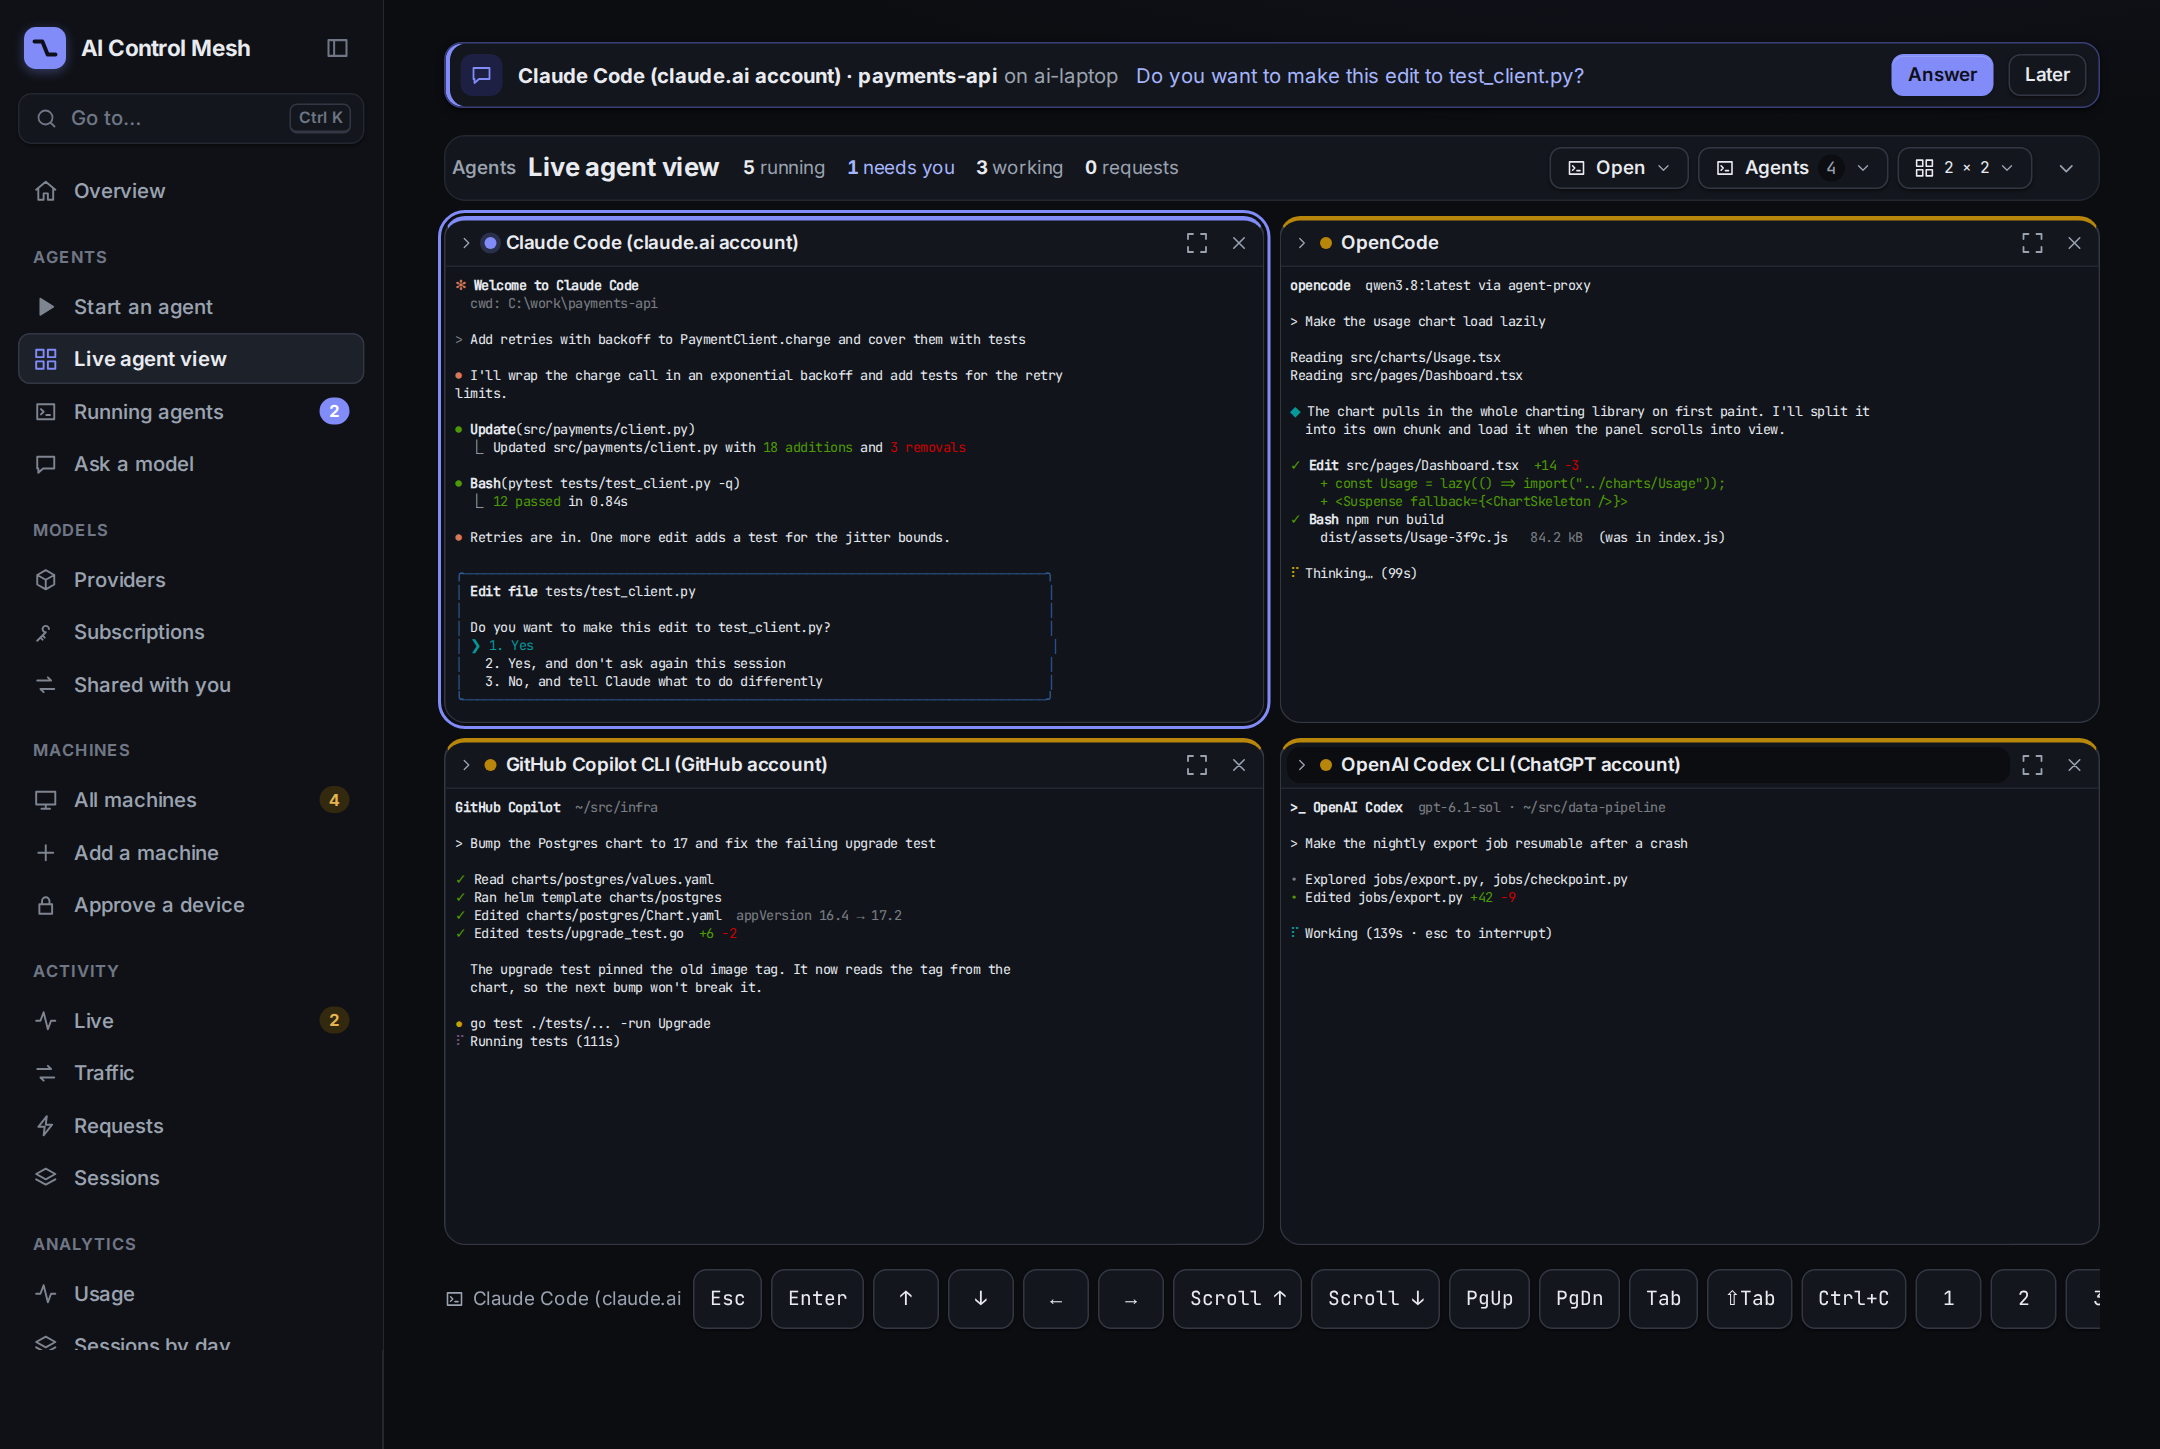 AI Control Mesh
Go to...
Ctrl K
Overview
AGENTS
Start an agent
Live agent view
Running agents 2
Ask a model
MODELS
Providers
Subscriptions
Shared with you
MACHINES
All machines 4
Add a machine
Approve a device
ACTIVITY
Live 2
Traffic
Requests
Sessions
ANALYTICS
Usage
Sessions by day
Claude Code (claude.ai account) · payments-api on ai-laptop Do you want to make this edit to test_client.py? Answer Later
Agents Live agent view 5 running 1 needs you 3 working 0 requests Open Agents 4 2 × 2
Claude Code (claude.ai account)
✻ Welcome to Claude Code
cwd: C:\work\payments-api
> Add retries with backoff to PaymentClient.charge and cover them with tests
● I'll wrap the charge call in an exponential backoff and add tests for the retry
limits.
● Update(src/payments/client.py)
⎿ Updated src/payments/client.py with 18 additions and 3 removals
● Bash(pytest tests/test_client.py -q)
⎿ 12 passed in 0.84s
● Retries are in. One more edit adds a test for the jitter bounds.
Edit file tests/test_client.py
Do you want to make this edit to test_client.py?
❯ 1. Yes
2. Yes, and don't ask again this session
3. No, and tell Claude what to do differently
OpenCode
opencode qwen3.8:latest via agent-proxy
> Make the usage chart load lazily
Reading src/charts/Usage.tsx
Reading src/pages/Dashboard.tsx
◆ The chart pulls in the whole charting library on first paint. I'll split it
into its own chunk and load it when the panel scrolls into view.
✓ Edit src/pages/Dashboard.tsx +14 -3
+ const Usage = lazy(() => import("../charts/Usage"));
+ <Suspense fallback={<ChartSkeleton />}>
✓ Bash npm run build
dist/assets/Usage-3f9c.js 84.2 kB (was in index.js)
Thinking… (99s)
GitHub Copilot CLI (GitHub account)
GitHub Copilot ~/src/infra
> Bump the Postgres chart to 17 and fix the failing upgrade test
✓ Read charts/postgres/values.yaml
✓ Ran helm template charts/postgres
✓ Edited charts/postgres/Chart.yaml appVersion 16.4 → 17.2
✓ Edited tests/upgrade_test.go +6 -2
The upgrade test pinned the old image tag. It now reads the tag from the
chart, so the next bump won't break it.
● go test ./tests/... -run Upgrade
Running tests (111s)
OpenAI Codex CLI (ChatGPT account)
>_ OpenAI Codex gpt-6.1-sol · ~/src/data-pipeline
> Make the nightly export job resumable after a crash
• Explored jobs/export.py, jobs/checkpoint.py
• Edited jobs/export.py +42 -9
Working (139s · esc to interrupt)
Claude Code (claude.ai Esc Enter ↑ ↓ ← → Scroll ↑ Scroll ↓ PgUp PgDn Tab ⇧Tab Ctrl+C 1 2 3